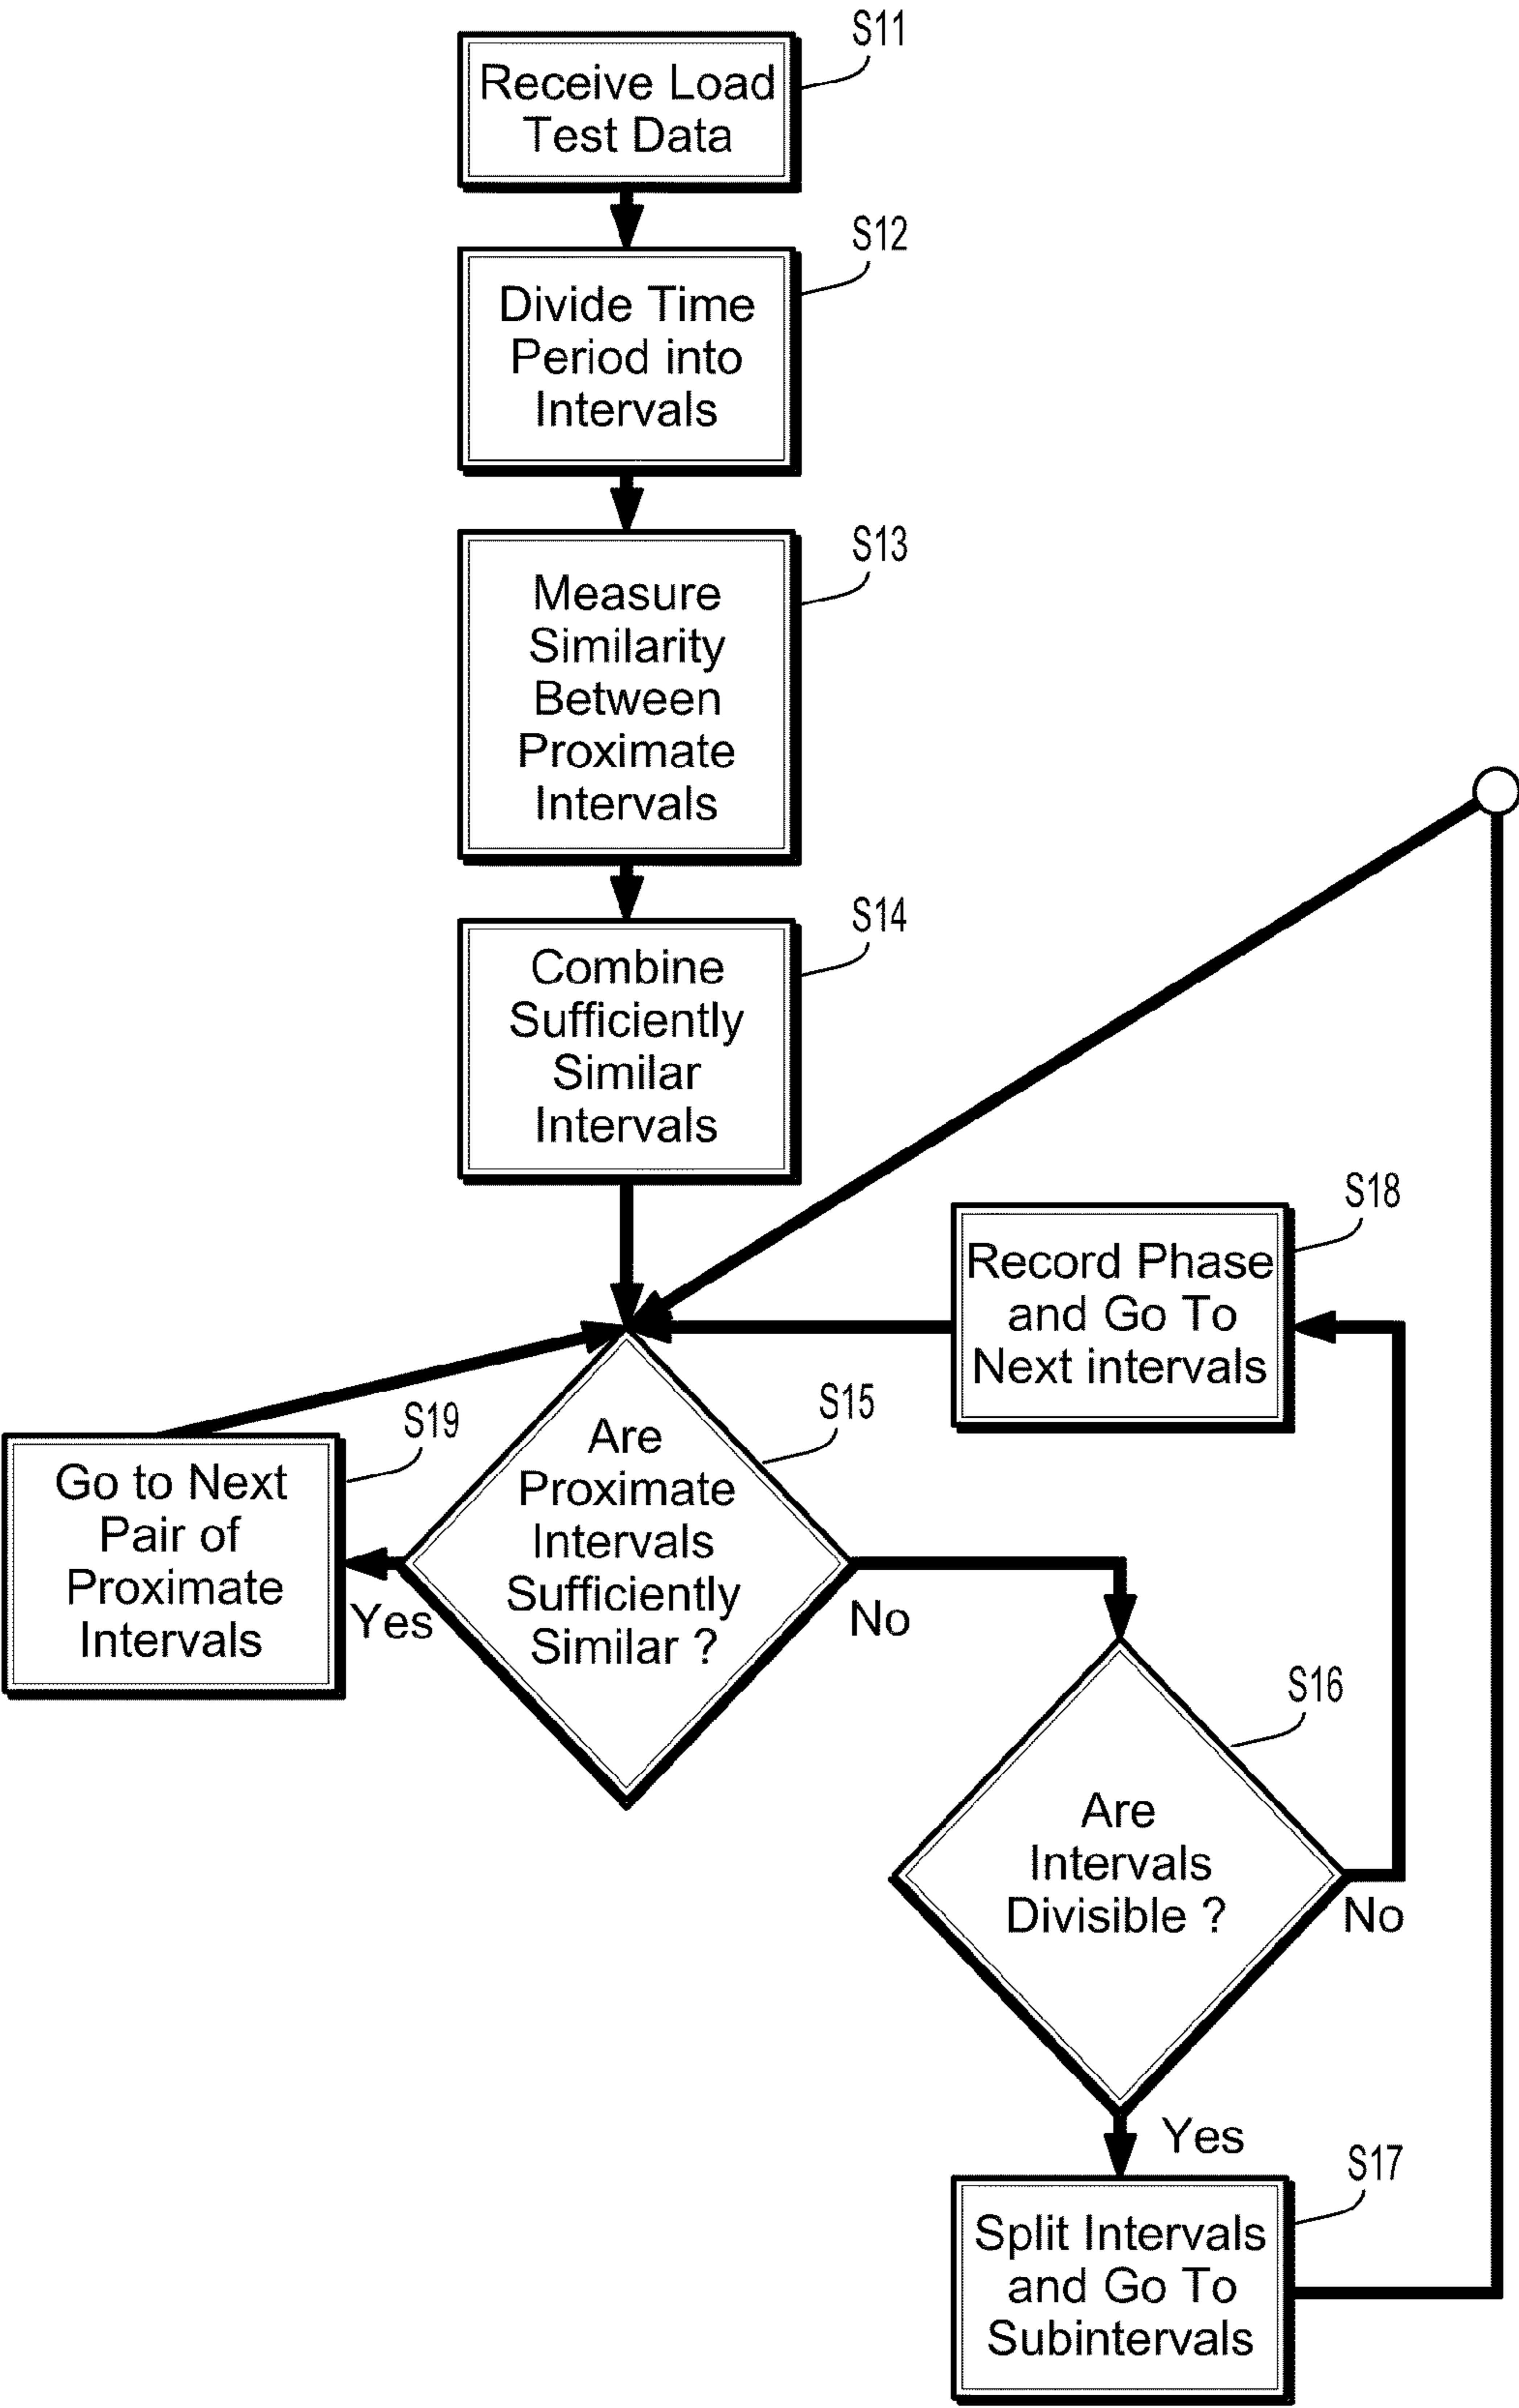 S11
Receive Load
Test Data
S12
Divide Time
Period into
Intervals
S13
Measure
Similarity
Between
Proximate
Intervals
S14
Combine
Sufficiently
Similar
Intervals
S18
Record Phase
and Go To
Next intervals
S19
Go to Next
Pair of
Proximate
Intervals
Yes
S15
Are
Proximate
Intervals
Sufficiently
Similar ?
No
S16
Are
Intervals
Divisible ?
No
Yes
S17
Split Intervals
and Go To
Subintervals